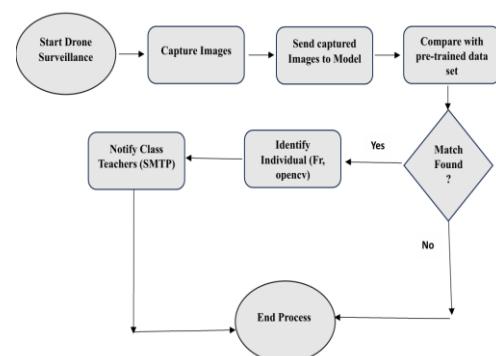 Start Drone
Surveillance
Capture Images
Send captured
Images to Model
Compare with
pre-trained data
set
Match
Found
?
Yes
Identify
Individual (Fr,
opencv)
Notify Class
Teachers (SMTP)
No
End Process